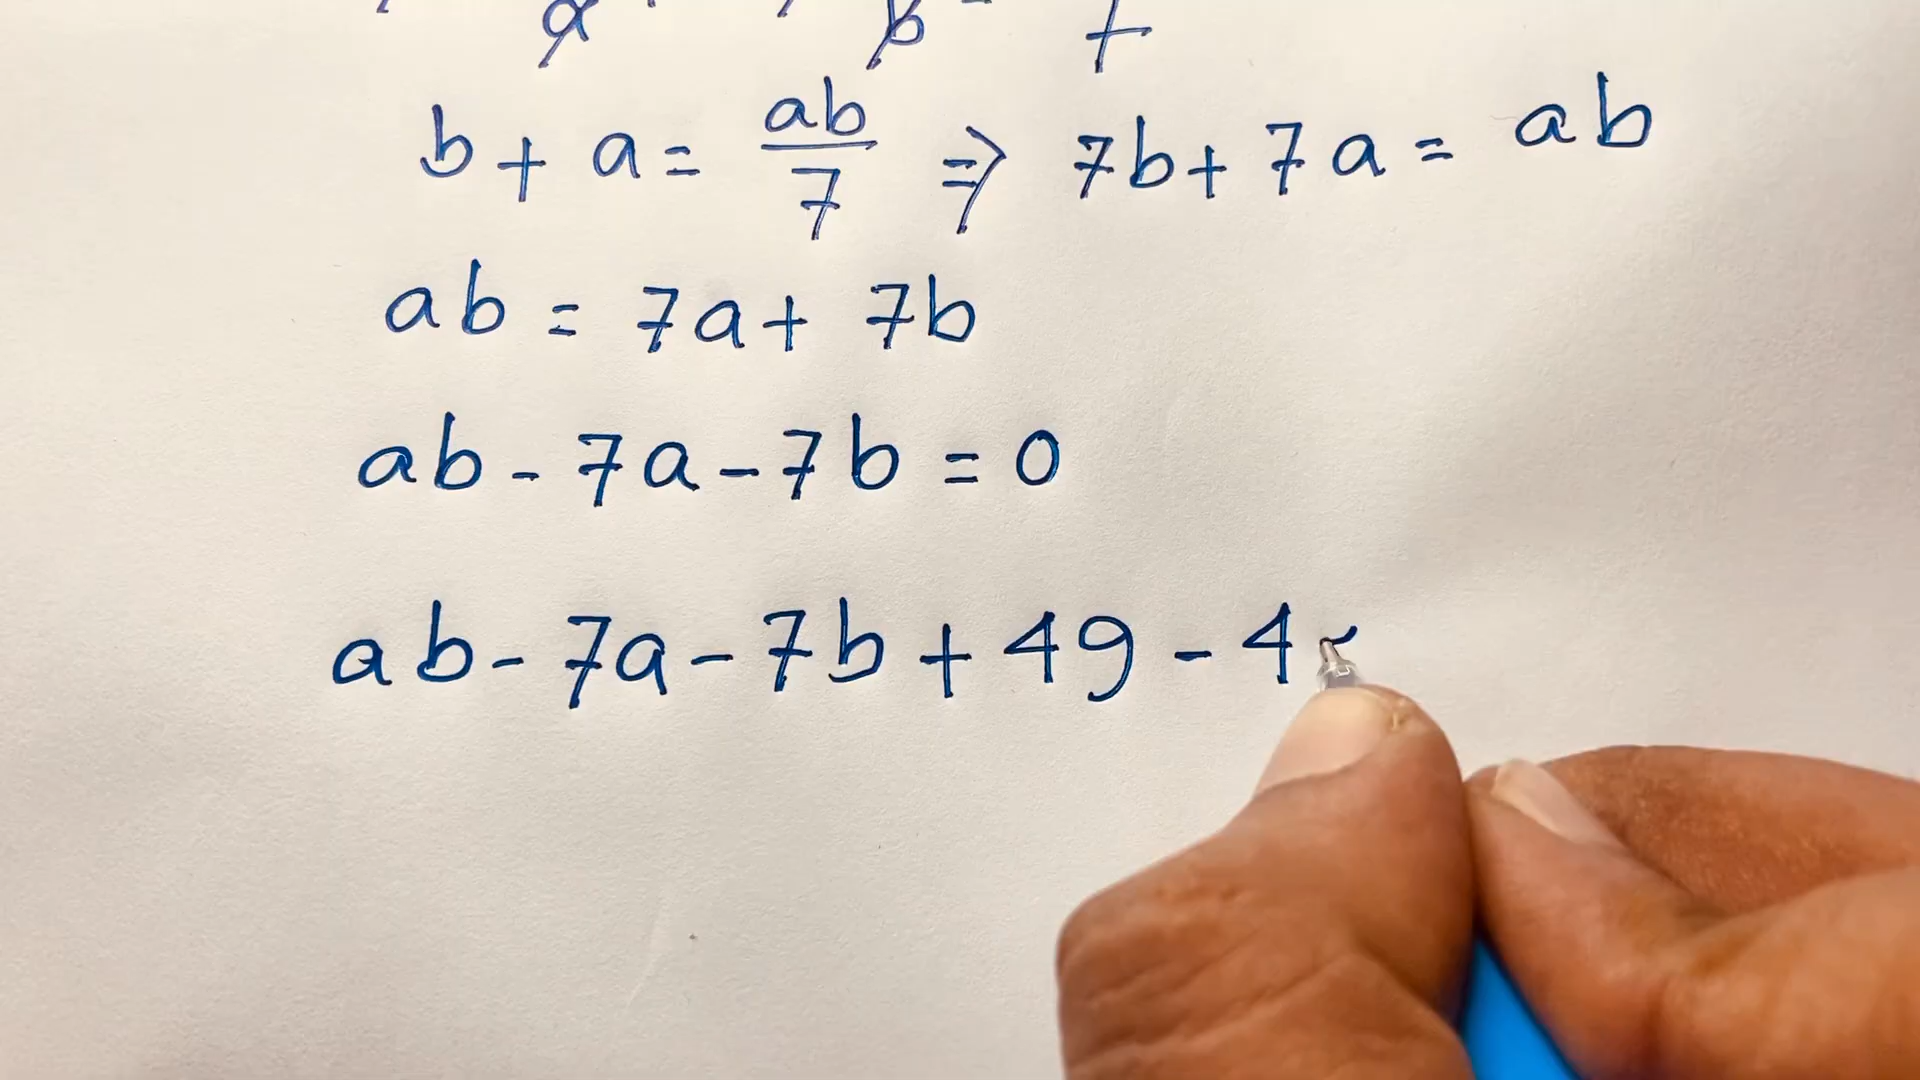 b + a = ab/7 ⇒ 7b + 7a = ab
ab = 7a + 7b
ab - 7a - 7b = 0
ab - 7a - 7b + 49 - 4